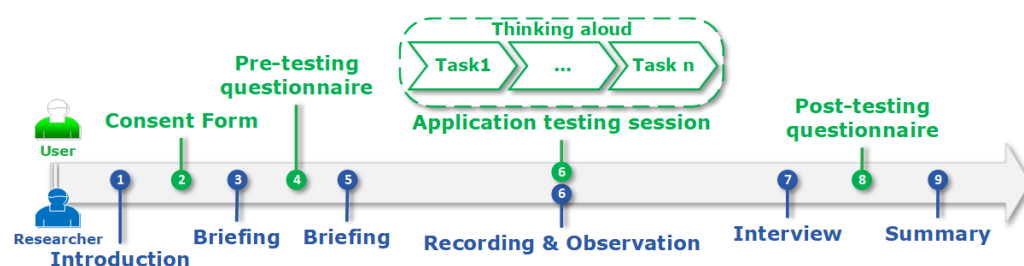 Thinking aloud
Task1
...
Task n
Pre-testing
questionnaire
Post-testing
questionnaire
Consent Form
Application testing session
User
1
2
3
4
5
6
6
7
8
9
Researcher
Introduction
Briefing
Briefing
Recording & Observation
Interview
Summary